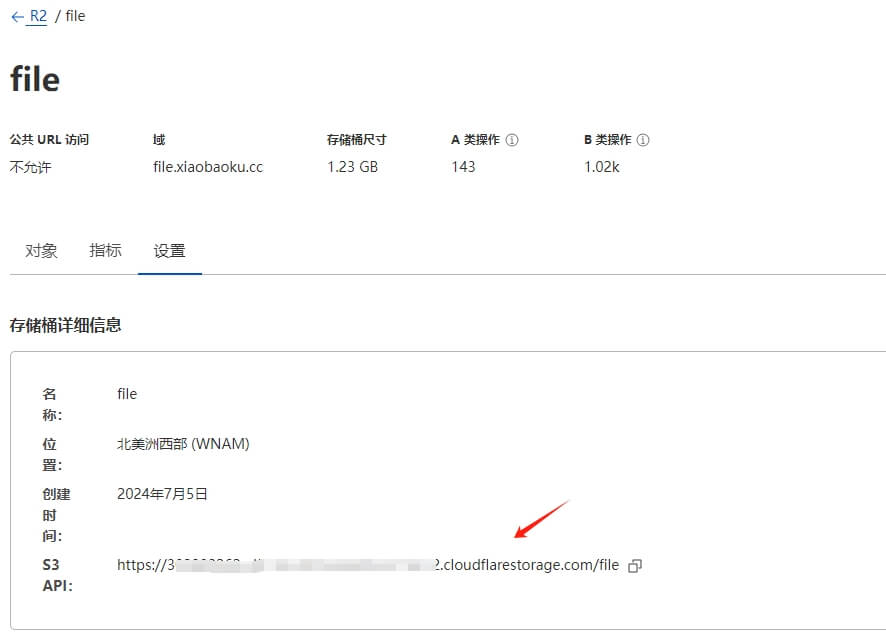 ← R2 / file
file
公共 URL 访问 域 存储桶尺寸 A 类操作 B 类操作
不允许 file.xiaobaoku.cc 1.23 GB 143 1.02k
对象 指标 设置
存储桶详细信息
名称: file
位置: 北美洲西部 (WNAM)
创建时间: 2024年7月5日
S3 API: https://3 2.cloudflarestorage.com/file